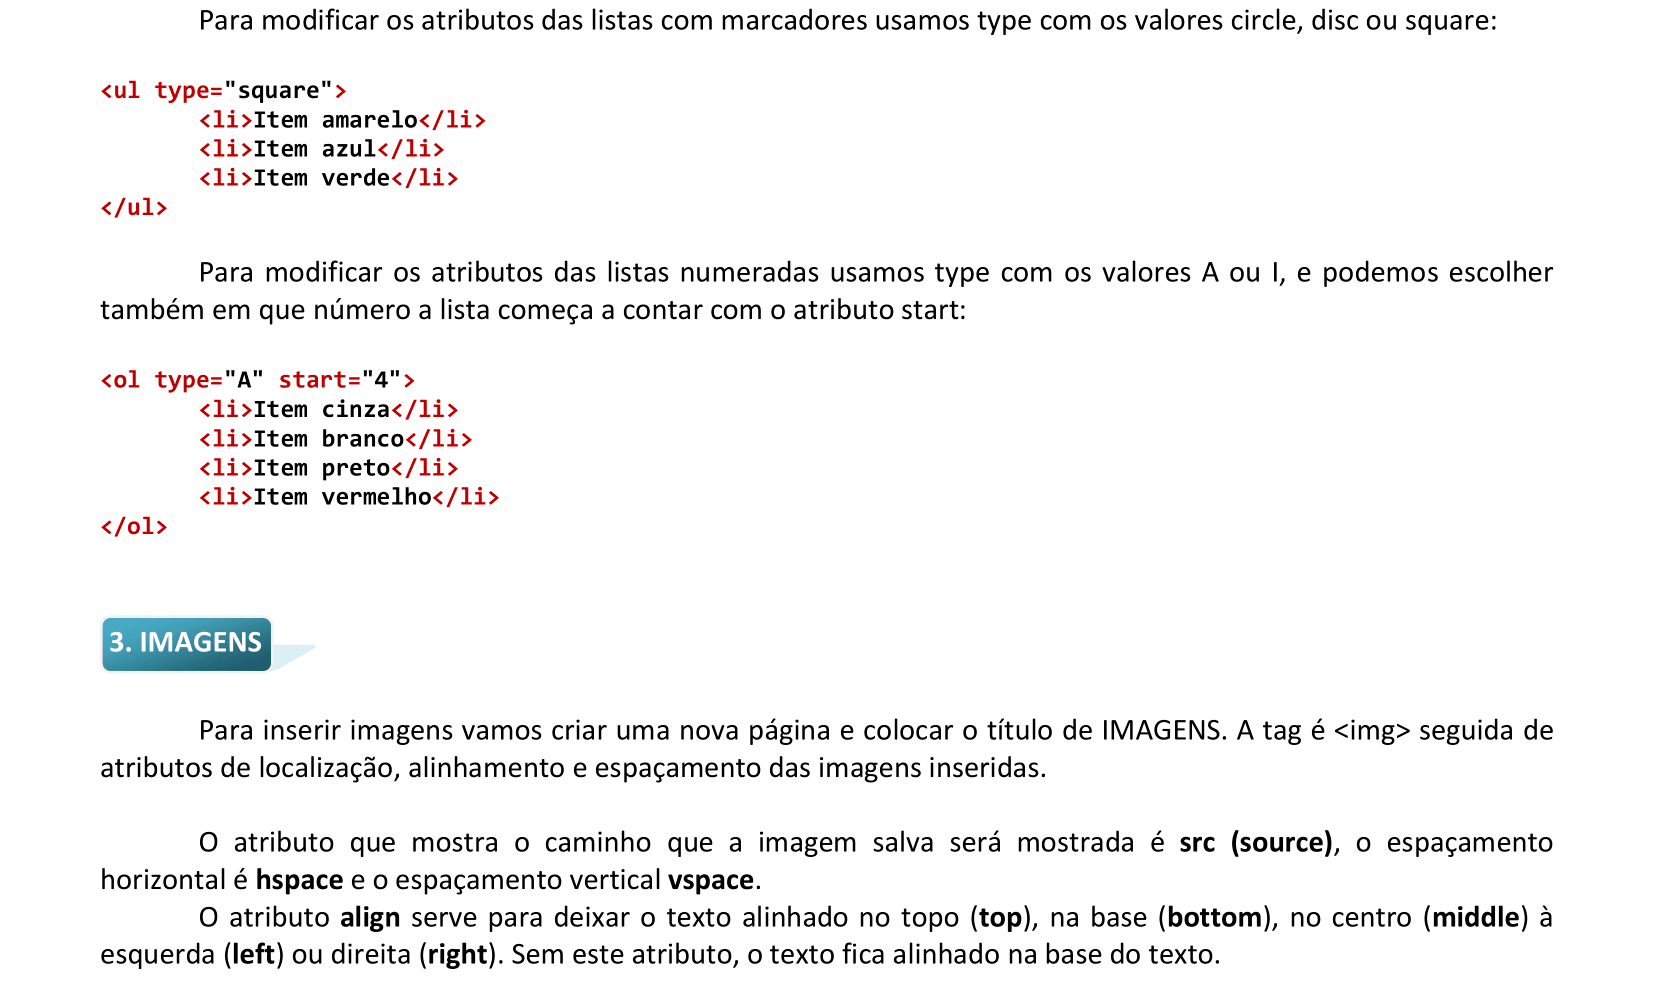 Para modificar os atributos das listas com marcadores usamos type com os valores circle, disc ou square:
<ul type="square">
<li>Item amarelo</li>
<li>Item azul</li>
<li>Item verde</li>
</ul>
Para modificar os atributos das listas numeradas usamos type com os valores A ou I, e podemos escolher
também em que número a lista começa a contar com o atributo start:
<ol type="A" start="4">
<li>Item cinza</li>
<li>Item branco</li>
<li>Item preto</li>
<li>Item vermelho</li>
</ol>
3. IMAGENS
Para inserir imagens vamos criar uma nova página e colocar o título de IMAGENS. A tag é <img> seguida de
atributos de localização, alinhamento e espaçamento das imagens inseridas.
O atributo que mostra o caminho que a imagem salva será mostrada é src (source), o espaçamento
horizontal é hspace e o espaçamento vertical vspace.
O atributo align serve para deixar o texto alinhado no topo (top), na base (bottom), no centro (middle) à
esquerda (left) ou direita (right). Sem este atributo, o texto fica alinhado na base do texto.